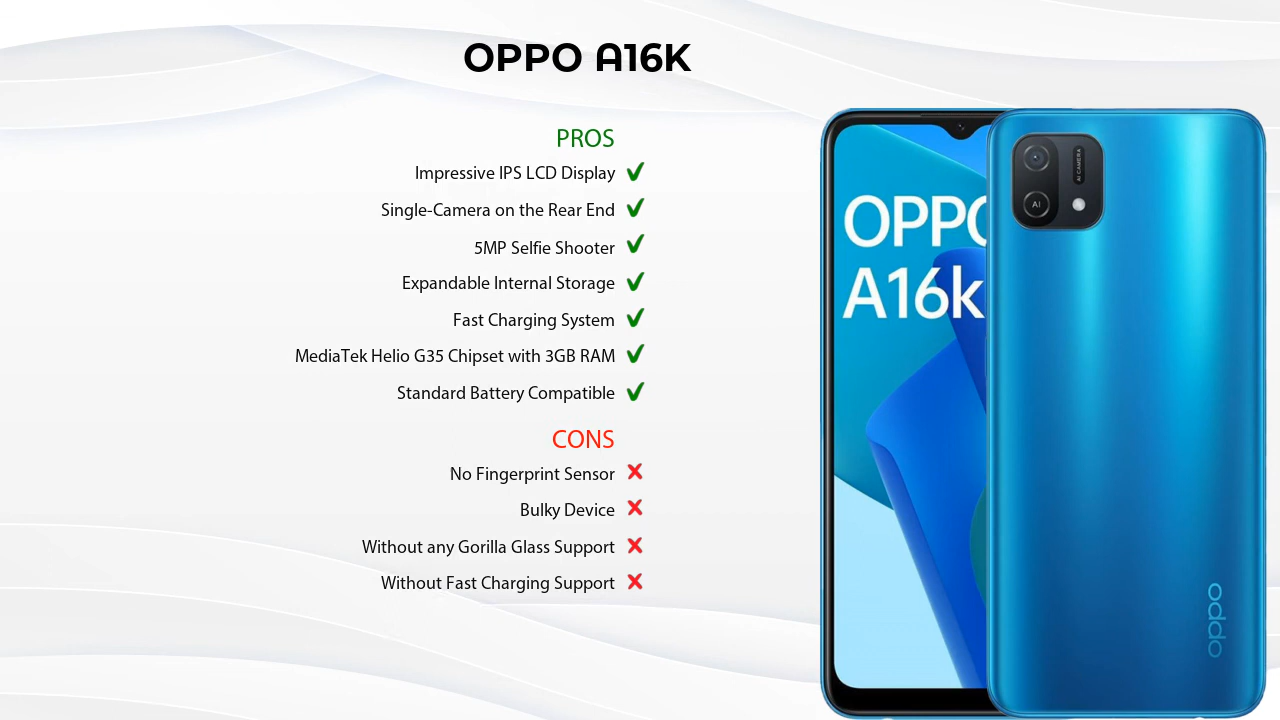 OPPO A16K
PROS
Impressive IPS LCD Display
Single-Camera on the Rear End
5MP Selfie Shooter
Expandable Internal Storage
Fast Charging System
MediaTek Helio G35 Chipset with 3GB RAM
Standard Battery Compatible
CONS
No Fingerprint Sensor
Bulky Device
Without any Gorilla Glass Support
Without Fast Charging Support
OPPO
A16k
AI CAMERA
AI
oppo